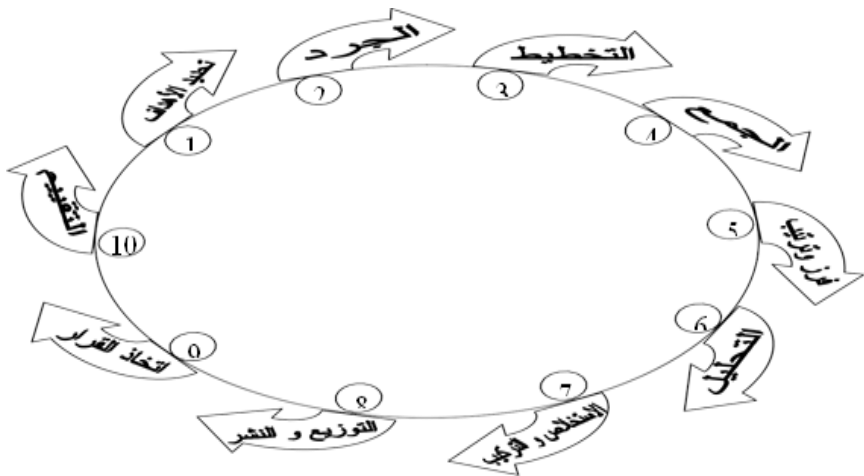 1
تحديد الأهداف
2
الجرد
3
التخطيط
4
الجمع
5
فرز وترتيب
6
التحليل
7
الاستخلاص و التركيب
8
التوزيع و النشر
9
اتخاذ القرار
10
التقييم